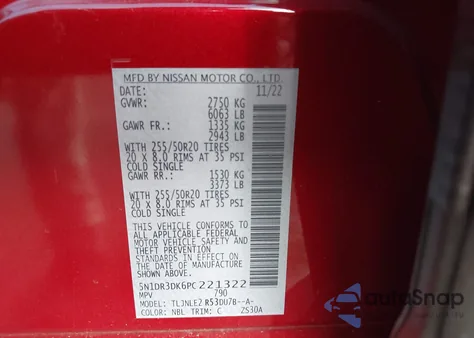 MFD BY NISSAN MOTOR CO., LTD.
DATE: 11/22
GVWR: 2750 KG
6063 LB
GAWR FR.: 1335 KG
2943 LB
WITH 255/50R20 TIRES
20 x 8.0 RIMS AT 35 PSI
COLD SINGLE
GAWR RR.: 1530 KG
3373 LB
WITH 255/50R20 TIRES
20 x 8.0 RIMS AT 35 PSI
COLD SINGLE
THIS VEHICLE CONFORMS TO
ALL APPLICABLE FEDERAL
MOTOR VEHICLE SAFETY AND
THEFT PREVENTION
STANDARDS IN EFFECT ON
THE DATE OF MANUFACTURE
SHOWN ABOVE.
5N1DR3DK6PC221322
MPV 790
MODEL: TLJNLEZ R53DU7B--A-
COLOR: NBL TRIM: C ZS30A
AutoSnap